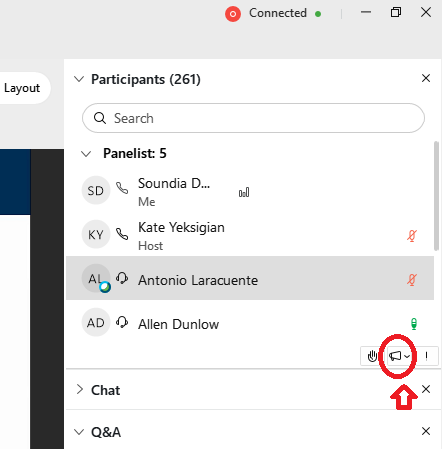 Connected
Layout
Participants (261)
Search
Panelist: 5
SD
Soundia D...
Me
KY
Kate Yeksigian
Host
AL
Antonio Laracuente
AD
Allen Dunlow
Chat
Q&A